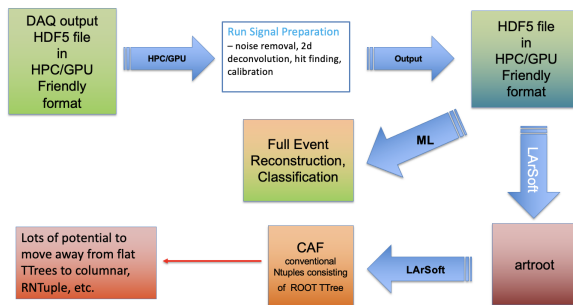 DAQ output
HDF5 file
in
HPC/GPU
Friendly
format
HPC/GPU
Run Signal Preparation
– noise removal, 2d
deconvolution, hit finding,
calibration
Output
HDF5 file
in
HPC/GPU
Friendly
format
ML
Full Event
Reconstruction,
Classification
LArSoft
artroot
LArSoft
CAF
conventional
Ntuples consisting
of ROOT TTree
Lots of potential to
move away from flat
TTrees to columnar,
RNTuple, etc.